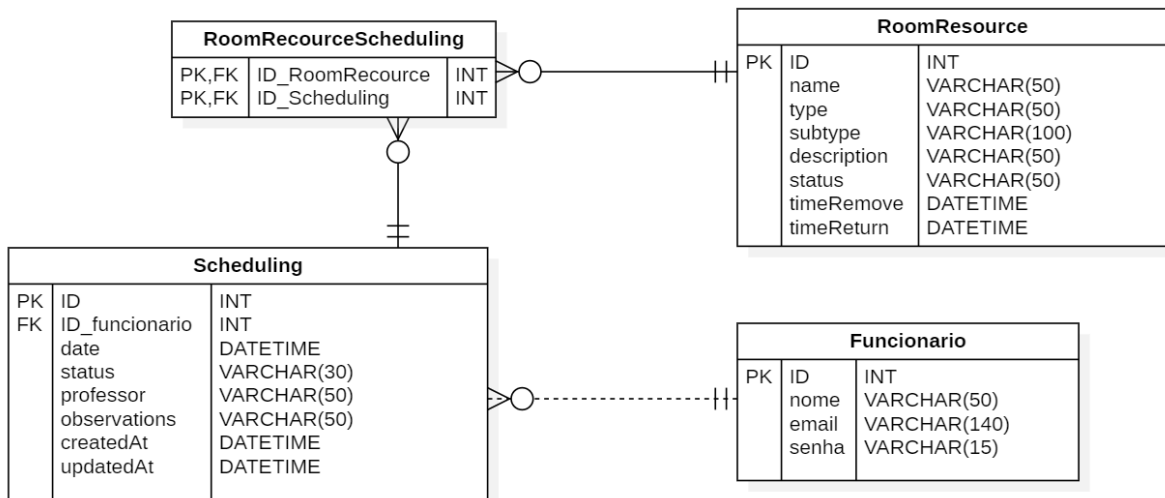 RoomRecourceScheduling
PK,FK ID_RoomRecource INT
PK,FK ID_Scheduling INT
RoomResource
PK ID INT
name VARCHAR(50)
type VARCHAR(50)
subtype VARCHAR(100)
description VARCHAR(50)
status VARCHAR(50)
timeRemove DATETIME
timeReturn DATETIME
Scheduling
PK ID INT
FK ID_funcionario INT
date DATETIME
status VARCHAR(30)
professor VARCHAR(50)
observations VARCHAR(50)
createdAt DATETIME
updatedAt DATETIME
Funcionario
PK ID INT
nome VARCHAR(50)
email VARCHAR(140)
senha VARCHAR(15)